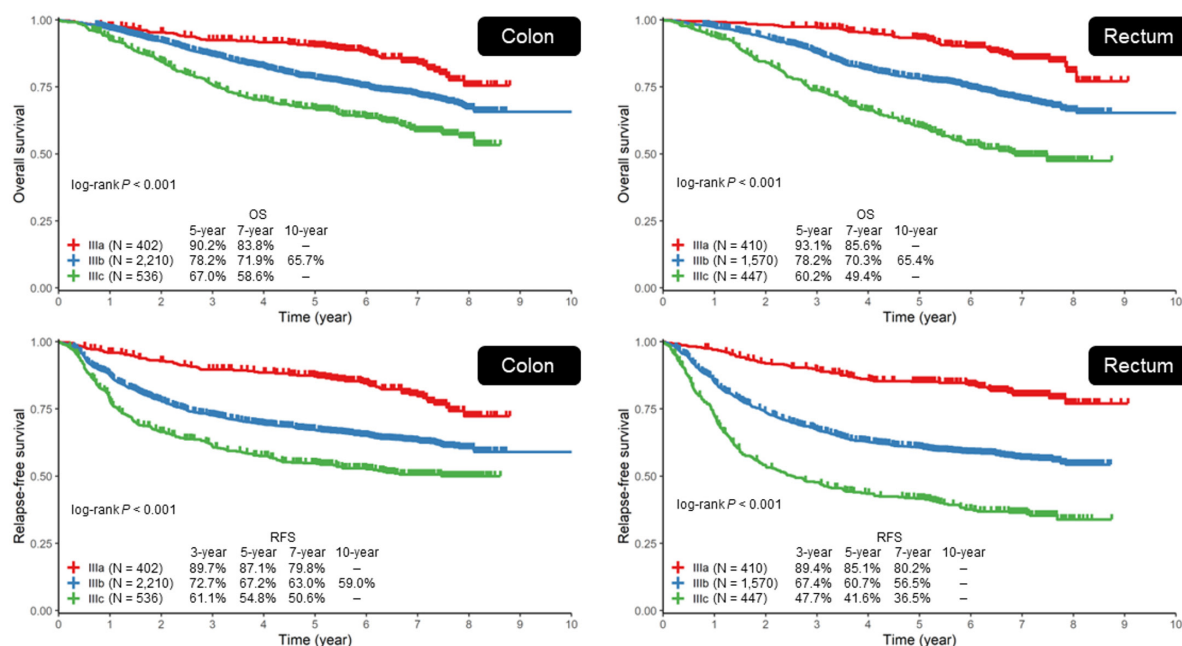 Colon
Overall survival
1.00
0.75
0.50
0.25
0.00
log-rank P < 0.001
OS
5-year 7-year 10-year
IIIa (N = 402) 90.2% 83.8% –
IIIb (N = 2,210) 78.2% 71.9% 65.7%
IIIc (N = 536) 67.0% 58.6% –
0 1 2 3 4 5 6 7 8 9 10
Time (year)
Rectum
Overall survival
1.00
0.75
0.50
0.25
0.00
log-rank P < 0.001
OS
5-year 7-year 10-year
IIIa (N = 410) 93.1% 85.6% –
IIIb (N = 1,570) 78.2% 70.3% 65.4%
IIIc (N = 447) 60.2% 49.4% –
0 1 2 3 4 5 6 7 8 9 10
Time (year)
Colon
Relapse-free survival
1.00
0.75
0.50
0.25
0.00
log-rank P < 0.001
RFS
3-year 5-year 7-year 10-year
IIIa (N = 402) 89.7% 87.1% 79.8% –
IIIb (N = 2,210) 72.7% 67.2% 63.0% 59.0%
IIIc (N = 536) 61.1% 54.8% 50.6% –
0 1 2 3 4 5 6 7 8 9 10
Time (year)
Rectum
Relapse-free survival
1.00
0.75
0.50
0.25
0.00
log-rank P < 0.001
RFS
3-year 5-year 7-year 10-year
IIIa (N = 410) 89.4% 85.1% 80.2% –
IIIb (N = 1,570) 67.4% 60.7% 56.5% –
IIIc (N = 447) 47.7% 41.6% 36.5% –
0 1 2 3 4 5 6 7 8 9 10
Time (year)